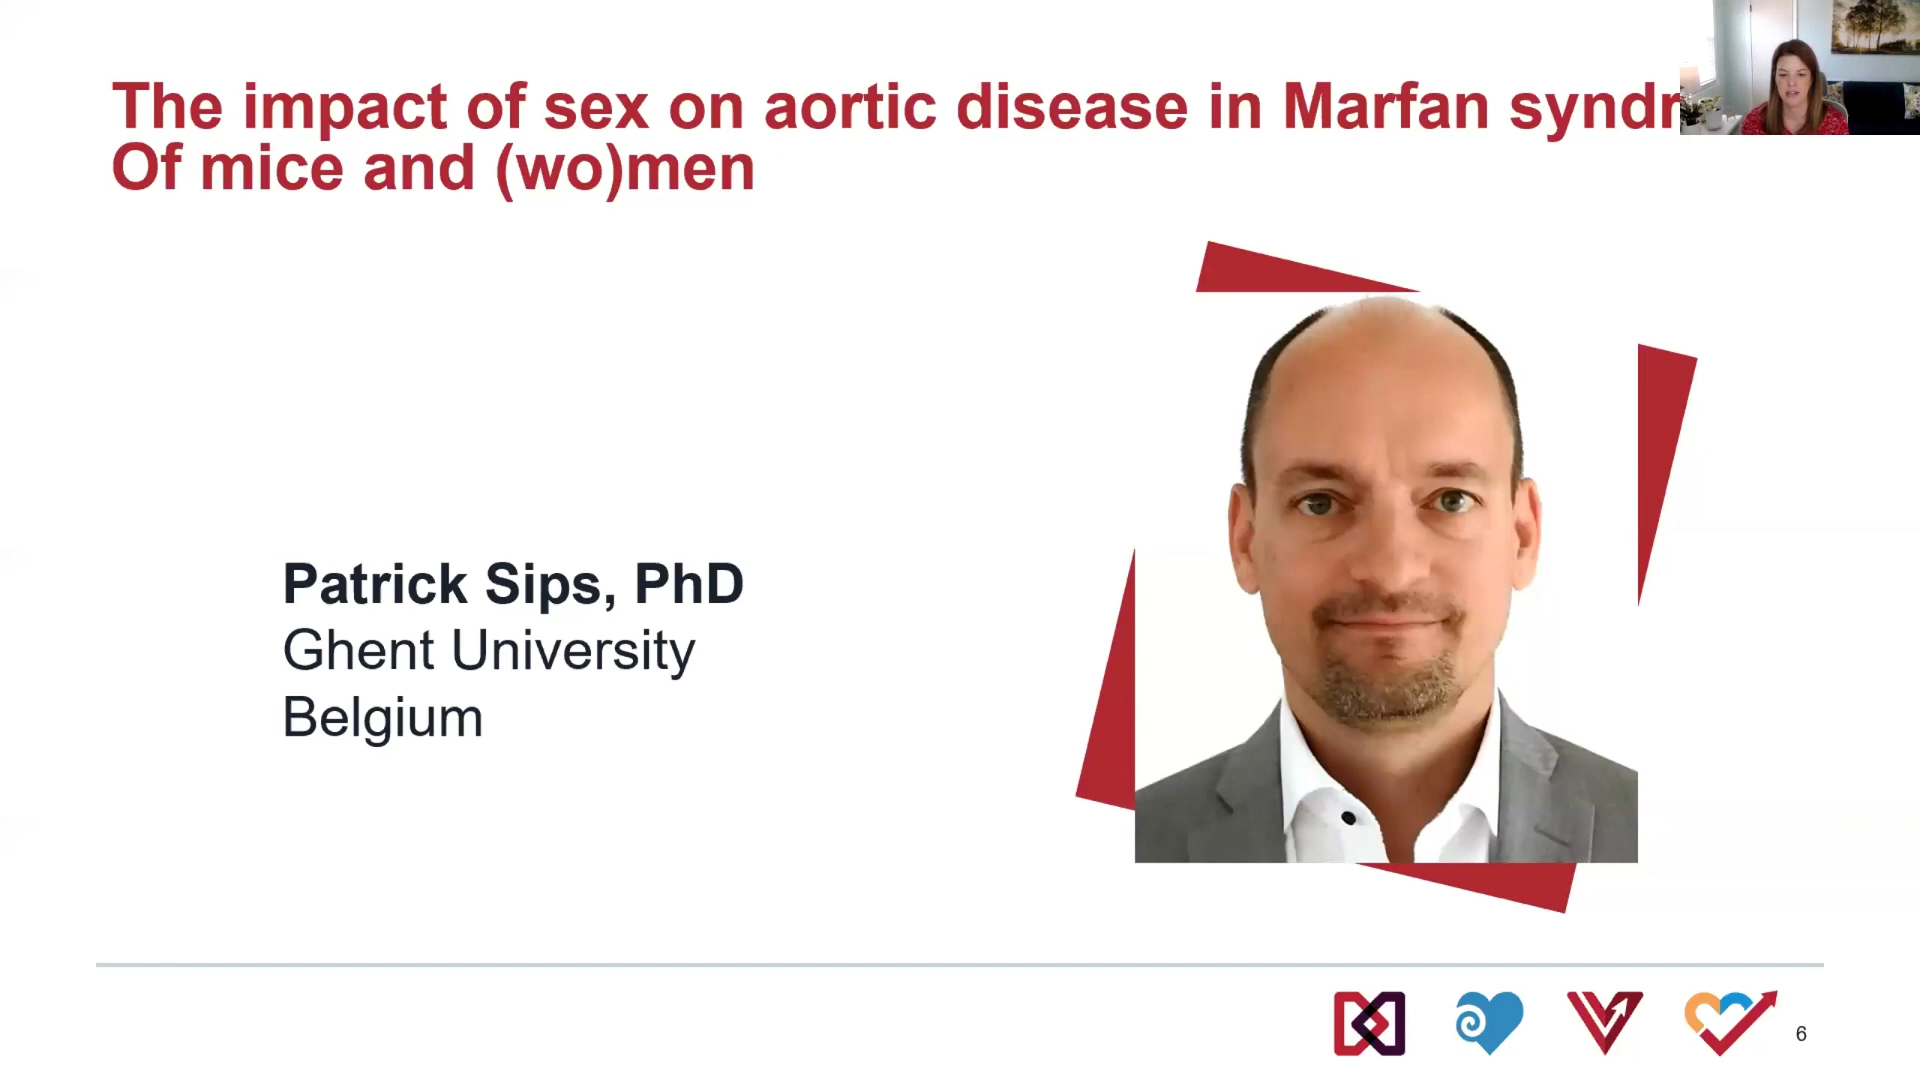 The impact of sex on aortic disease in Marfan syndr
Of mice and (wo)men
Patrick Sips, PhD
Ghent University
Belgium
6